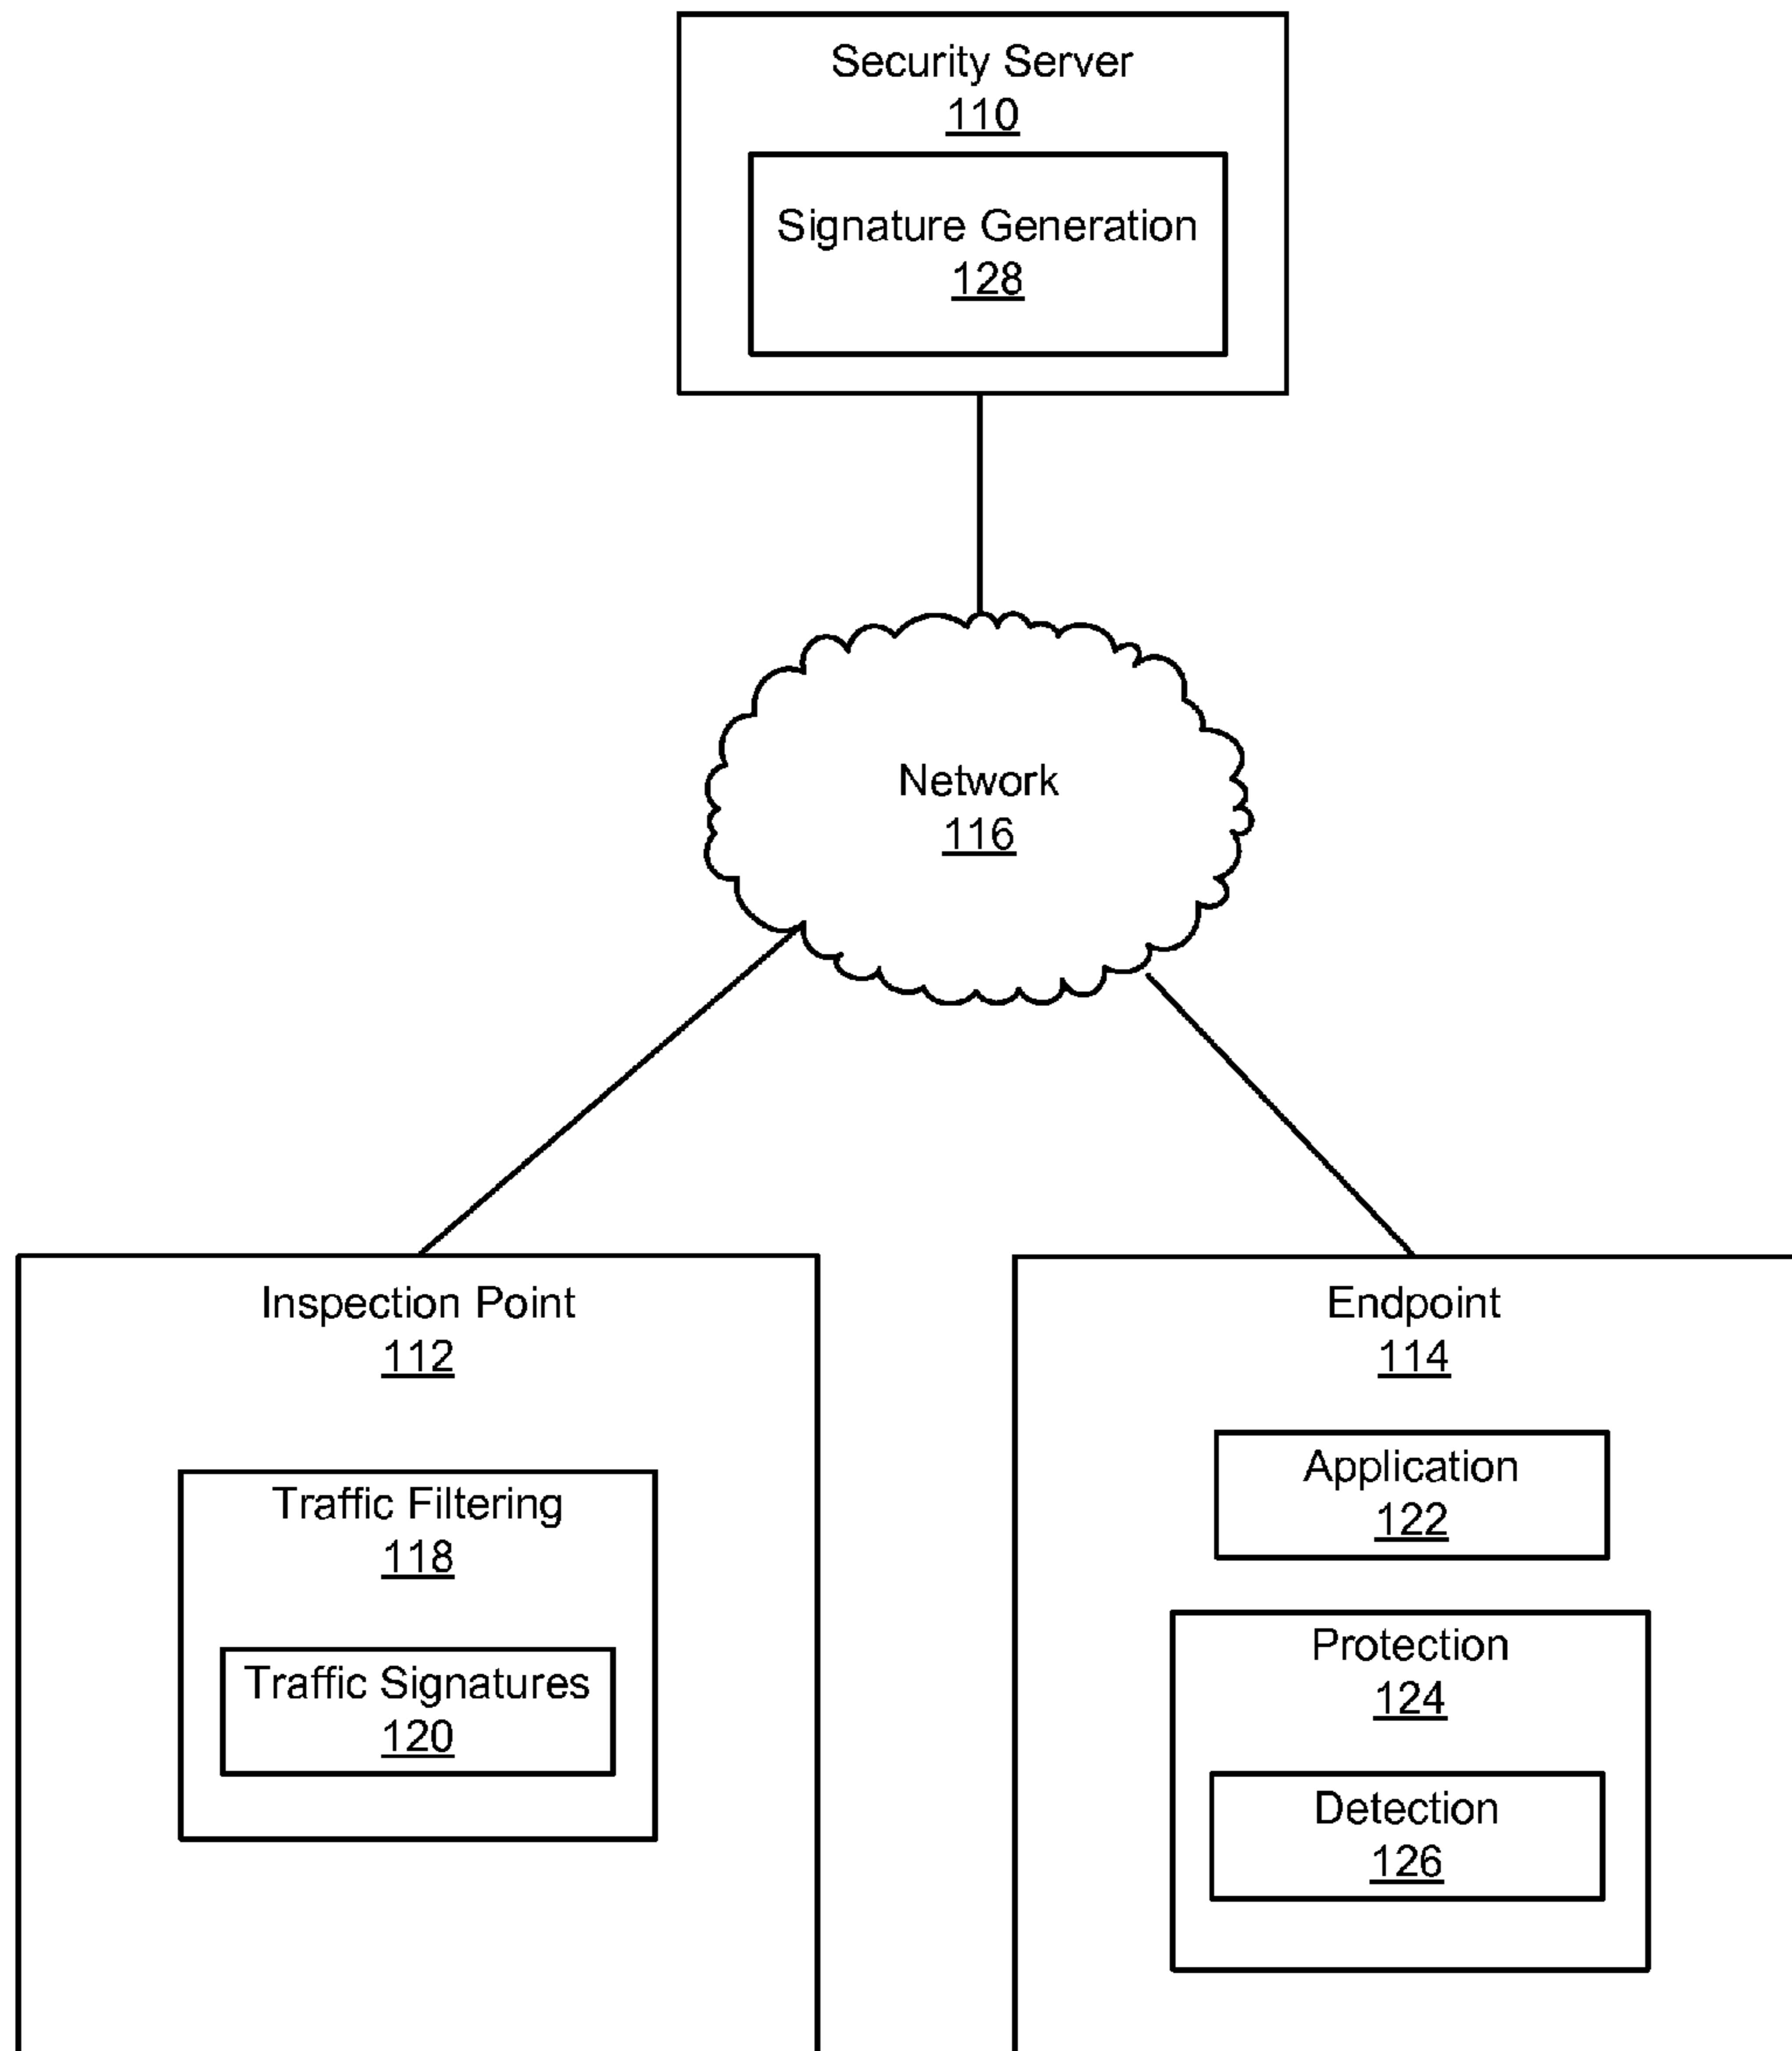 Security Server
110
Signature Generation
128
Network
116
Inspection Point
112
Traffic Filtering
118
Traffic Signatures
120
Endpoint
114
Application
122
Protection
124
Detection
126